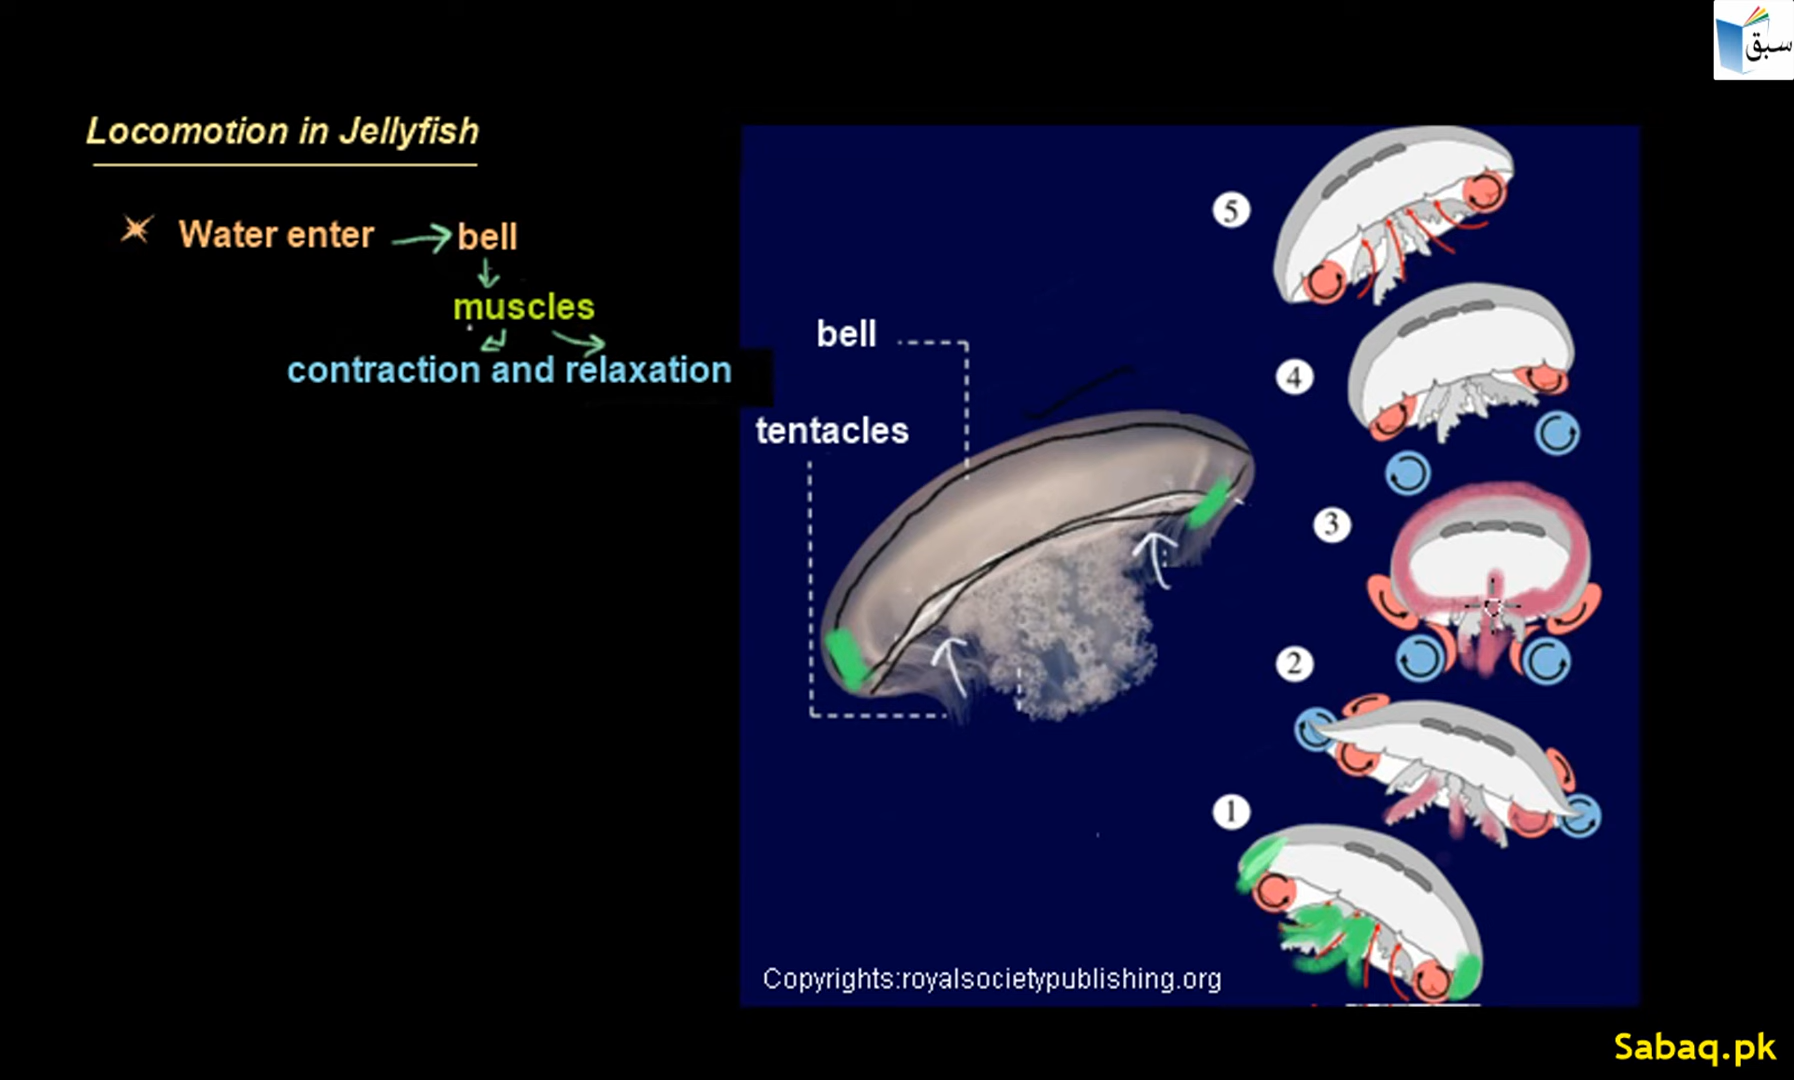 سبق
Locomotion in Jellyfish
Water enter → bell
muscles
contraction and relaxation
bell
tentacles
5
4
3
2
1
Copyrights:royalsocietypublishing.org
Sabaq.pk